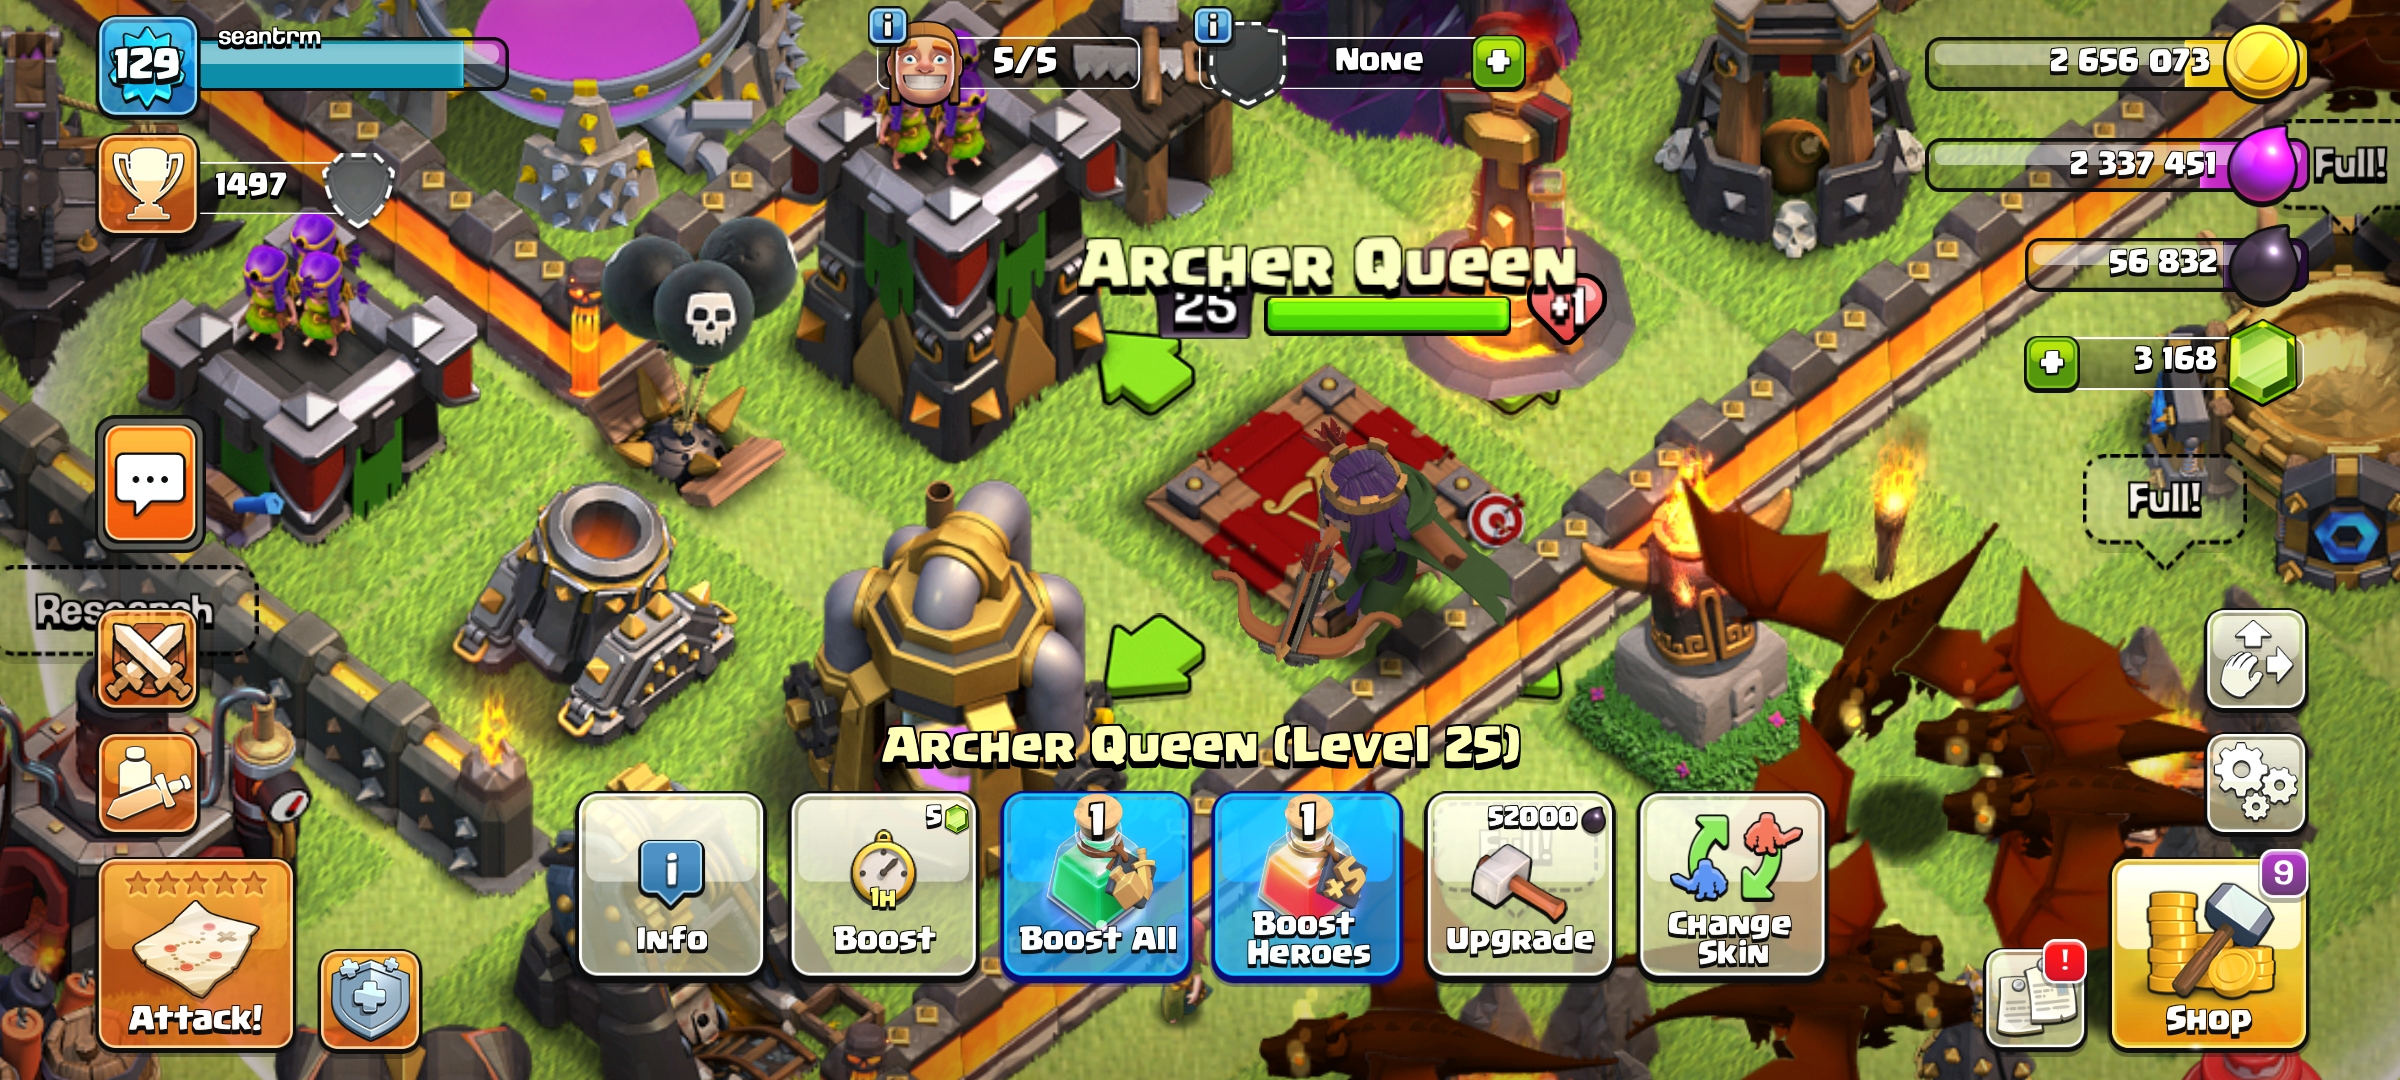 129
seantrm
5/5
None
2 656 073
1497
2 337 451
Full!
56 832
3 168
Archer Queen
25
+1
Full!
Research
Archer Queen (Level 25)
Info
5
1H
Boost
1
Boost All
1
x5
Boost
Heroes
52000
Full!
Upgrade
Change
Skin
Attack!
!
9
Shop